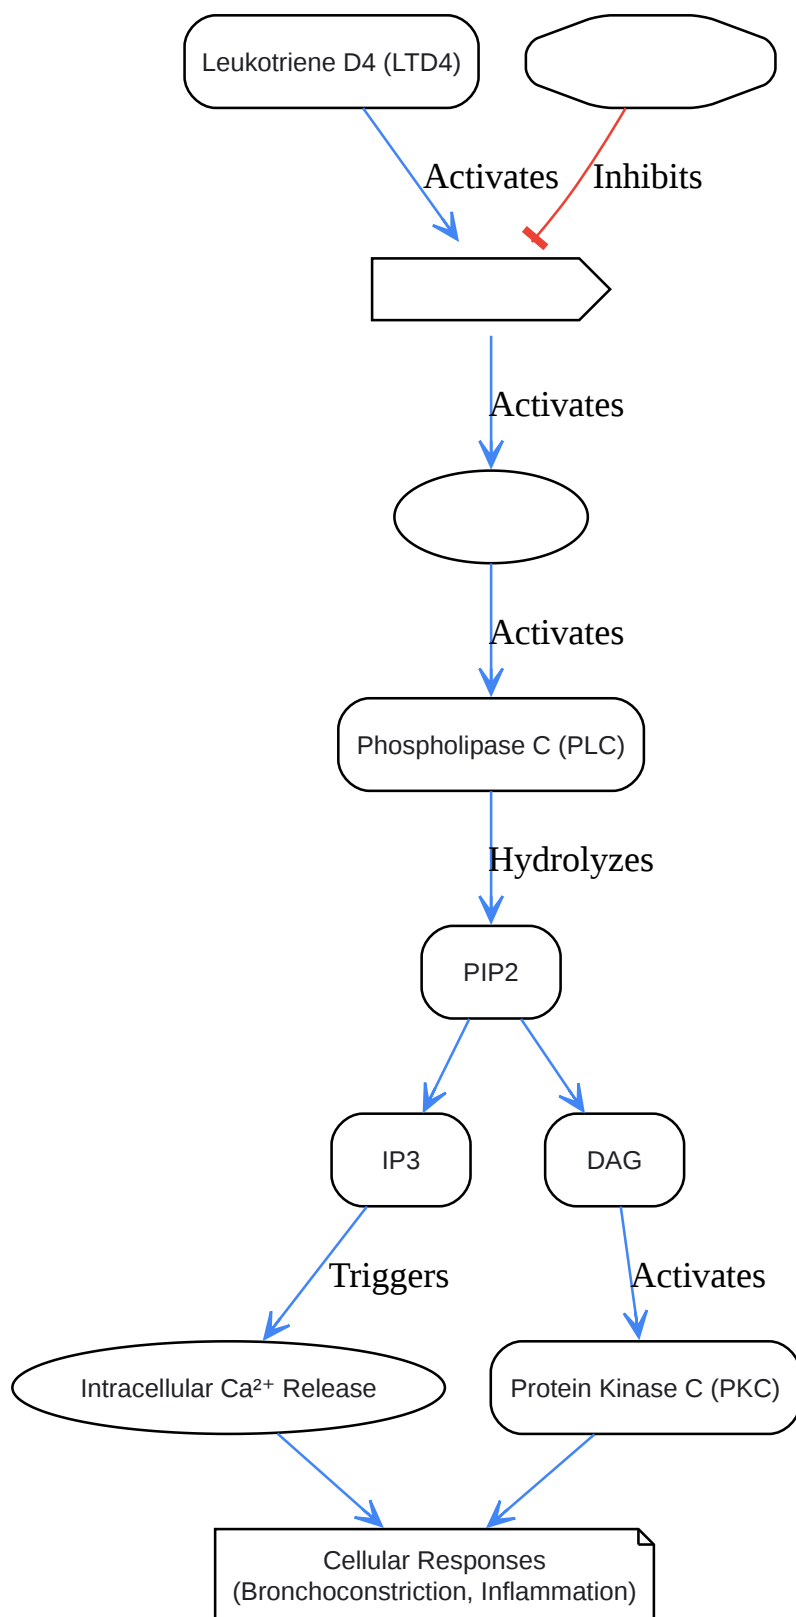 Leukotriene D4 (LTD4)
Activates
Inhibits
Activates
Activates
Phospholipase C (PLC)
Hydrolyzes
PIP2
IP3
DAG
Triggers
Activates
Intracellular Ca²⁺ Release
Protein Kinase C (PKC)
Cellular Responses
(Bronchoconstriction, Inflammation)